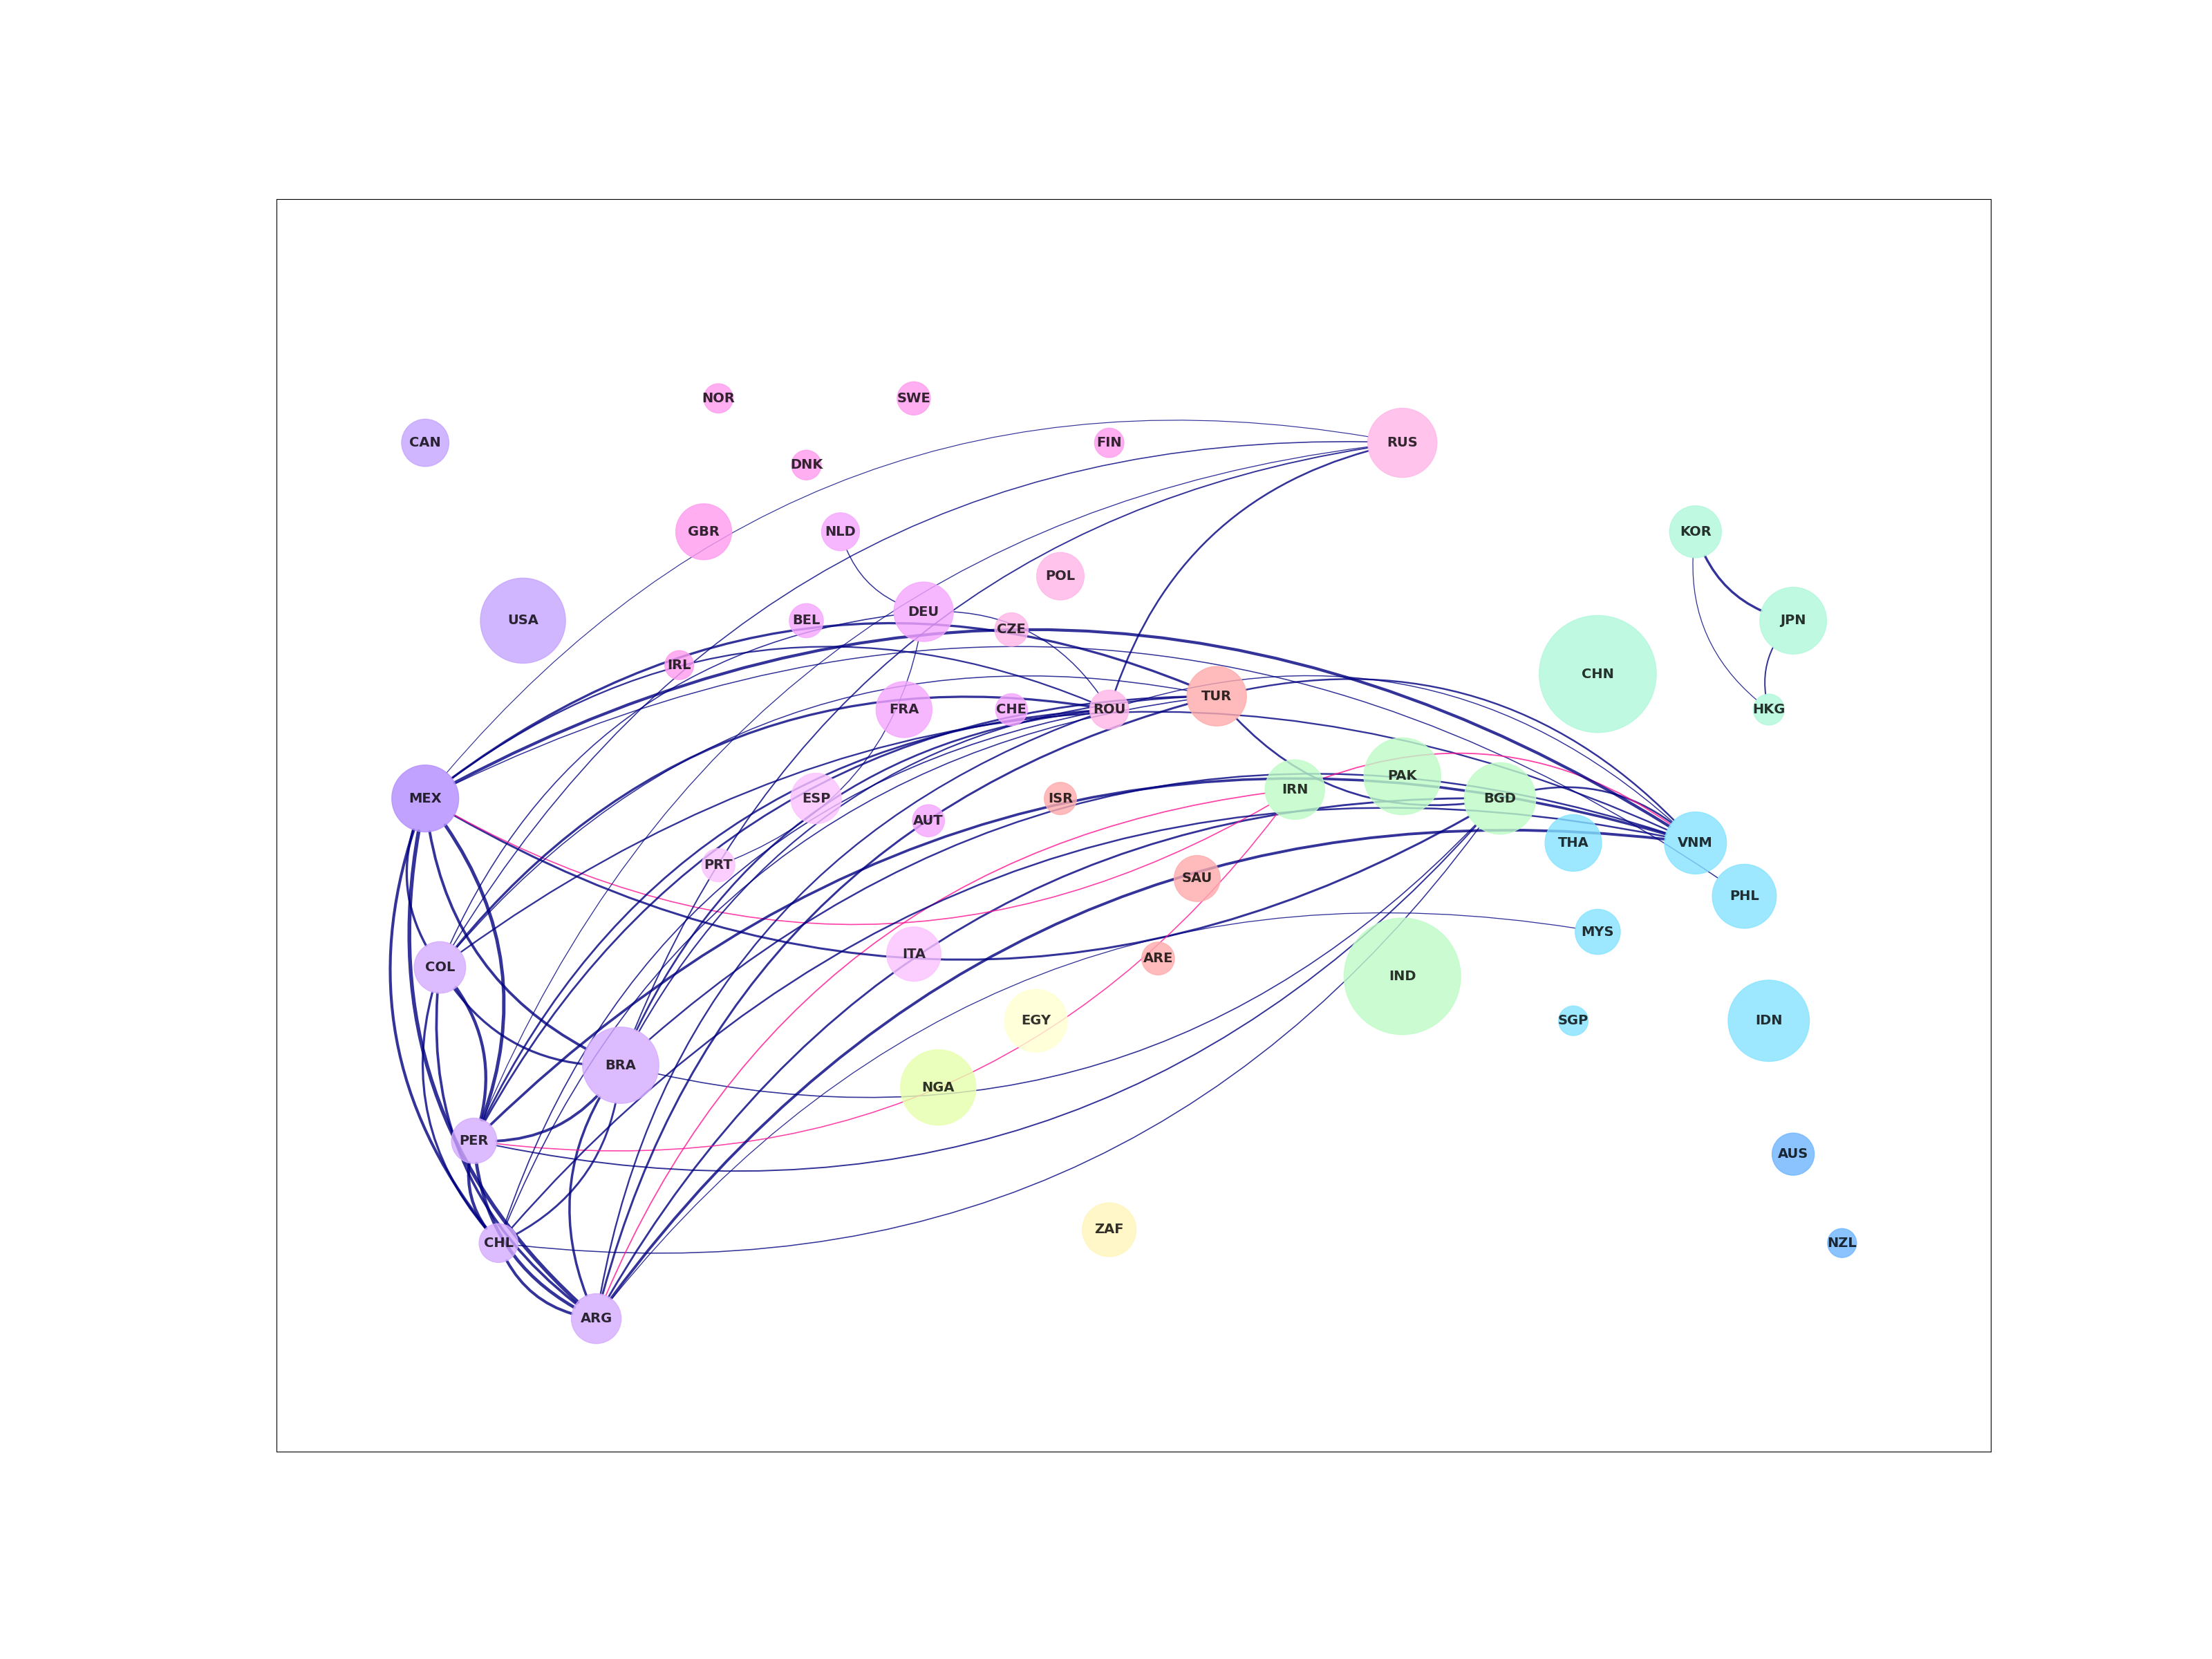 NOR
SWE
CAN
FIN
RUS
DNK
GBR
NLD
KOR
POL
DEU
USA
BEL
CZE
JPN
IRL
CHN
TUR
FRA
CHE
ROU
HKG
PAK
IRN
MEX
ESP
ISR
BGD
AUT
THA
VNM
PRT
SAU
PHL
MYS
ITA
ARE
COL
IND
EGY
SGP
IDN
BRA
NGA
PER
AUS
ZAF
CHL
NZL
ARG